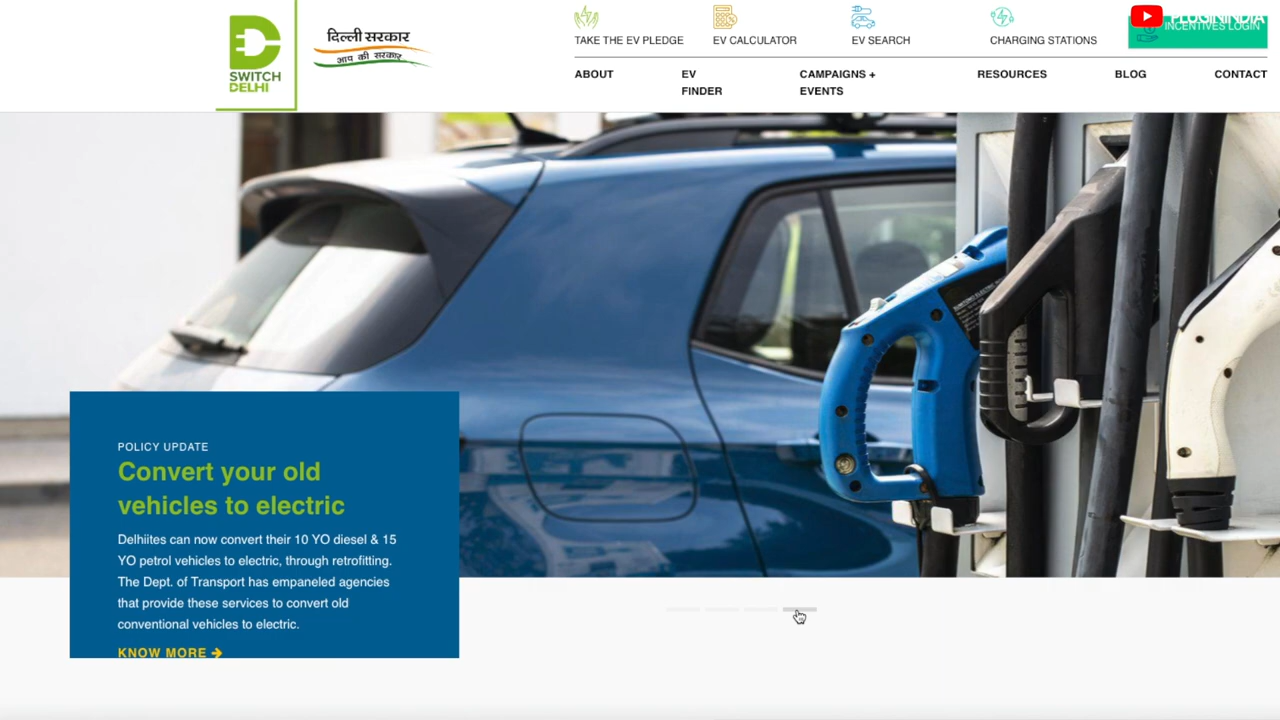 SWITCH
DELHI
दिल्ली सरकार
आप की सरकार
TAKE THE EV PLEDGE
EV CALCULATOR
EV SEARCH
CHARGING STATIONS
PLUGINDIA
INCENTIVES LOGIN
ABOUT
EV
FINDER
CAMPAIGNS +
EVENTS
RESOURCES
BLOG
CONTACT
POLICY UPDATE
Convert your old
vehicles to electric
Delhiites can now convert their 10 YO diesel & 15
YO petrol vehicles to electric, through retrofitting.
The Dept. of Transport has empaneled agencies
that provide these services to convert old
conventional vehicles to electric.
KNOW MORE →